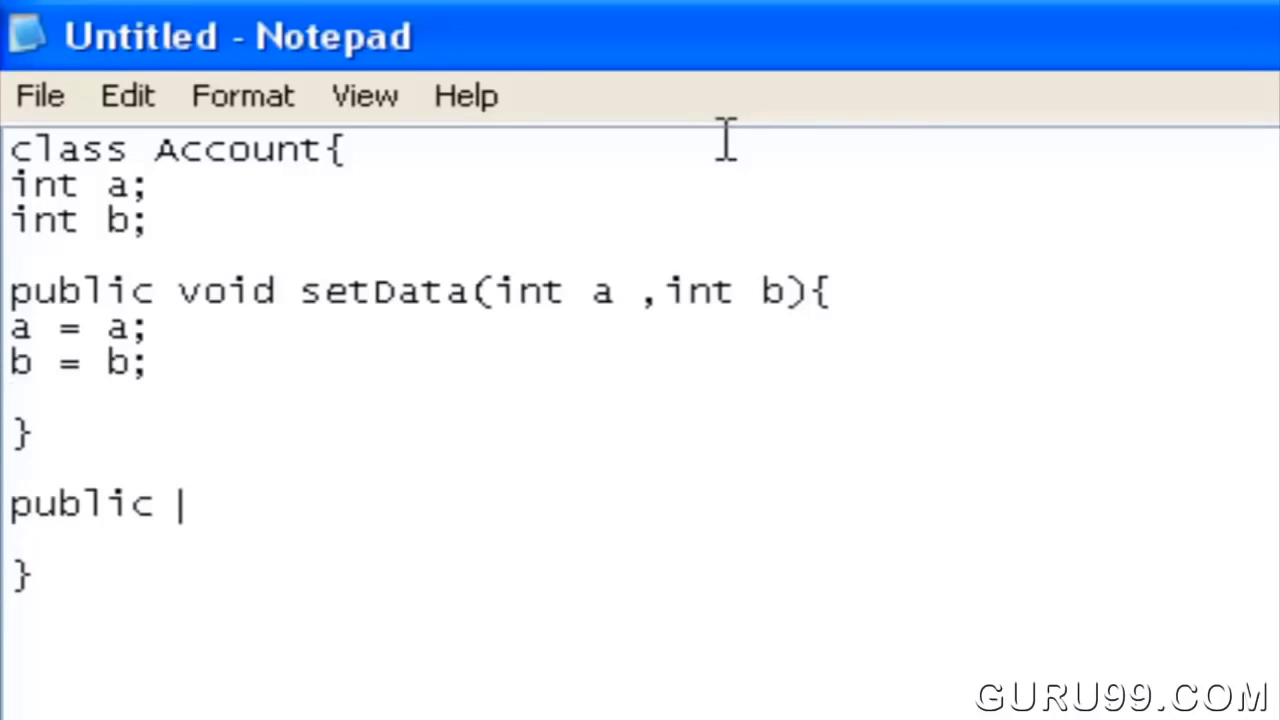 Untitled - Notepad
File Edit Format View Help
class Account{
int a;
int b;
public void setData(int a ,int b){
a = a;
b = b;
}
public
}
GURU99.COM